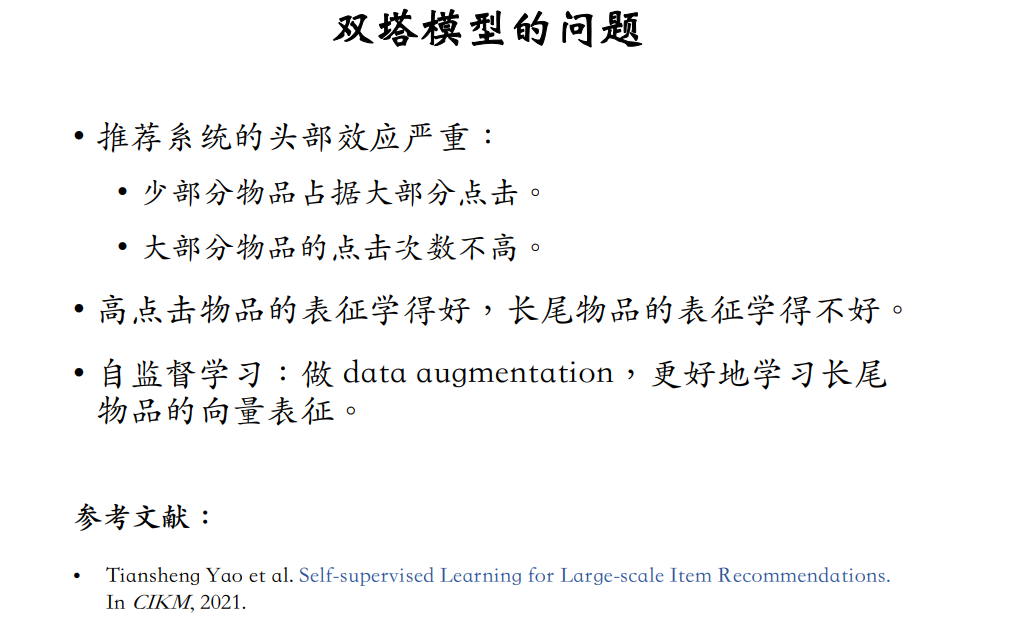 双塔模型的问题
• 推荐系统的头部效应严重：
• 少部分物品占据大部分点击。
• 大部分物品的点击次数不高。
• 高点击物品的表征学得好，长尾物品的表征学得不好。
• 自监督学习：做 data augmentation，更好地学习长尾
物品的向量表征。
参考文献：
• Tiansheng Yao et al. Self-supervised Learning for Large-scale Item Recommendations.
In CIKM, 2021.